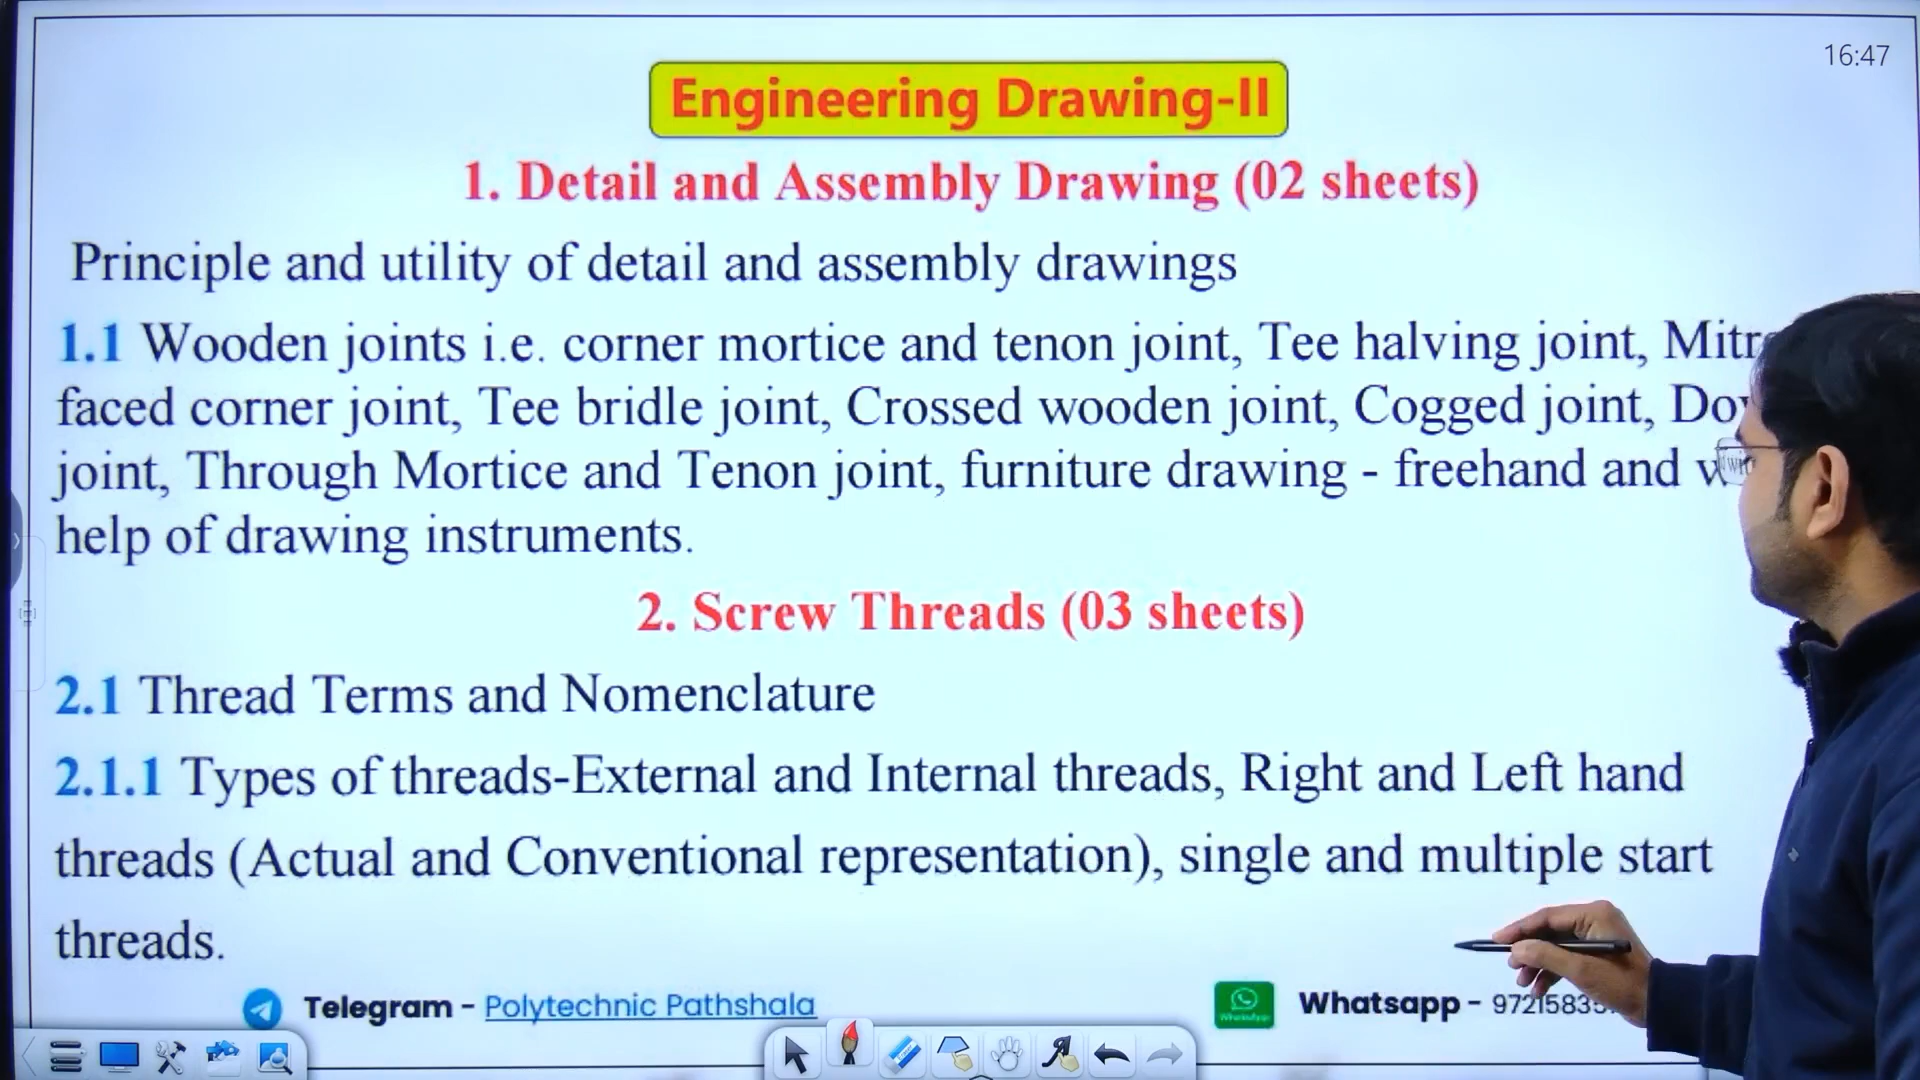 16:47
Engineering Drawing-II
1. Detail and Assembly Drawing (02 sheets)
Principle and utility of detail and assembly drawings
1.1 Wooden joints i.e. corner mortice and tenon joint, Tee halving joint,
faced corner joint, Tee bridle joint, Crossed wooden joint, Cogged joint,
joint, Through Mortice and Tenon joint, furniture drawing - freehand and
help of drawing instruments.
2. Screw Threads (03 sheets)
2.1 Thread Terms and Nomenclature
2.1.1 Types of threads-External and Internal threads, Right and Left hand
threads (Actual and Conventional representation), single and multiple start
threads.
Telegram - Polytechnic Pathshala
Whatsapp -